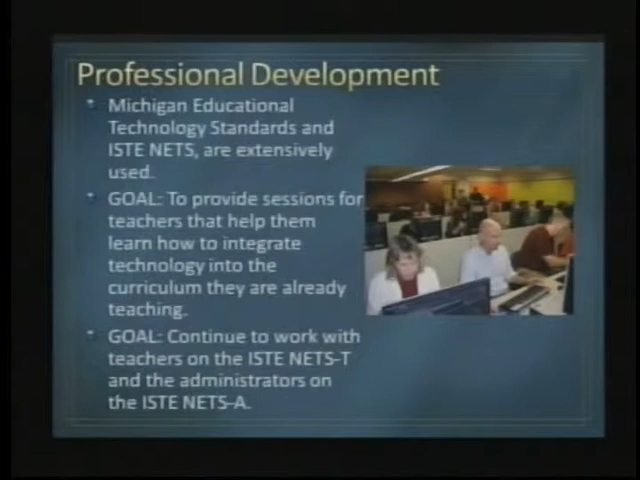 Professional Development
Michigan Educational
Technology Standards and
ISTE NETS, are extensively
used.
GOAL: To provide sessions for
teachers that help them
learn how to integrate
technology into the
curriculum they are already
teaching.
GOAL: Continue to work with
teachers on the ISTE NETS-T
and the administrators on
the ISTE NETS-A.